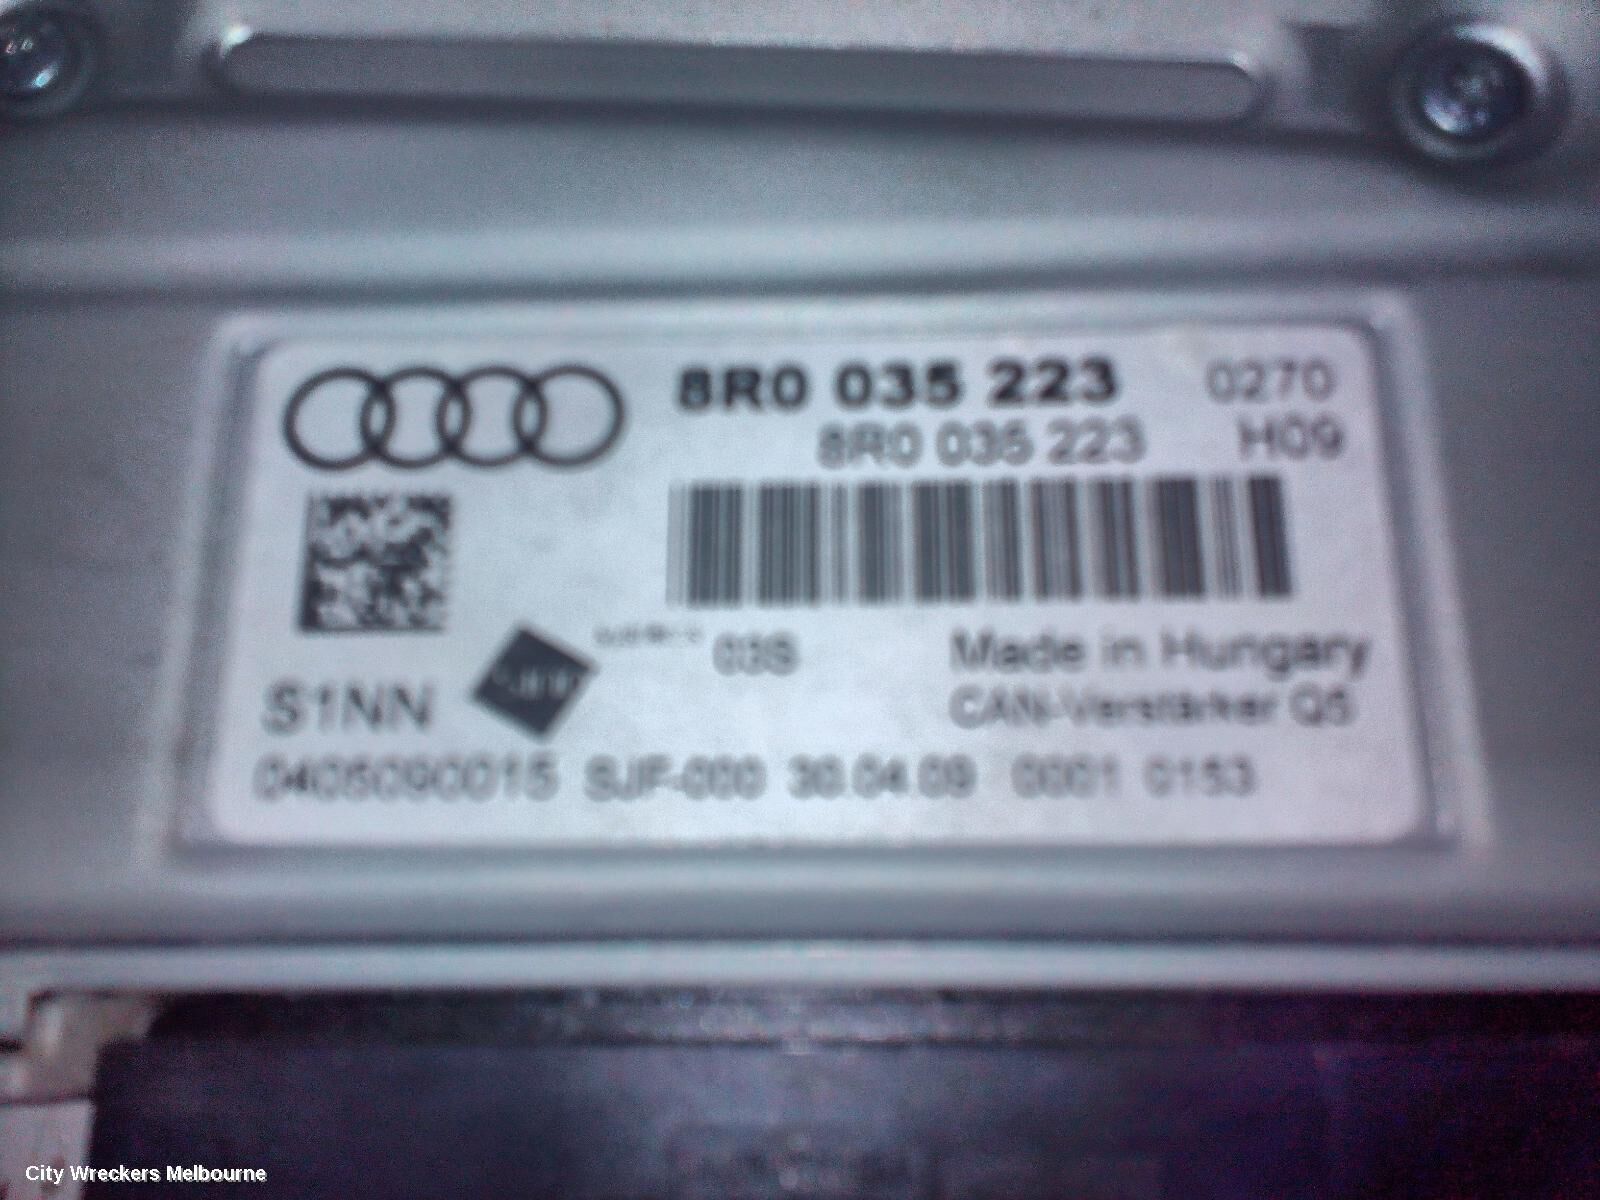 8R0 035 223 0270
8R0 035 223 H09
03S
Made in Hungary
S1NN
CAN-Verstärker Q5
0405090015 SJF-000 30.04.09 0001 0153
City Wreckers Melbourne